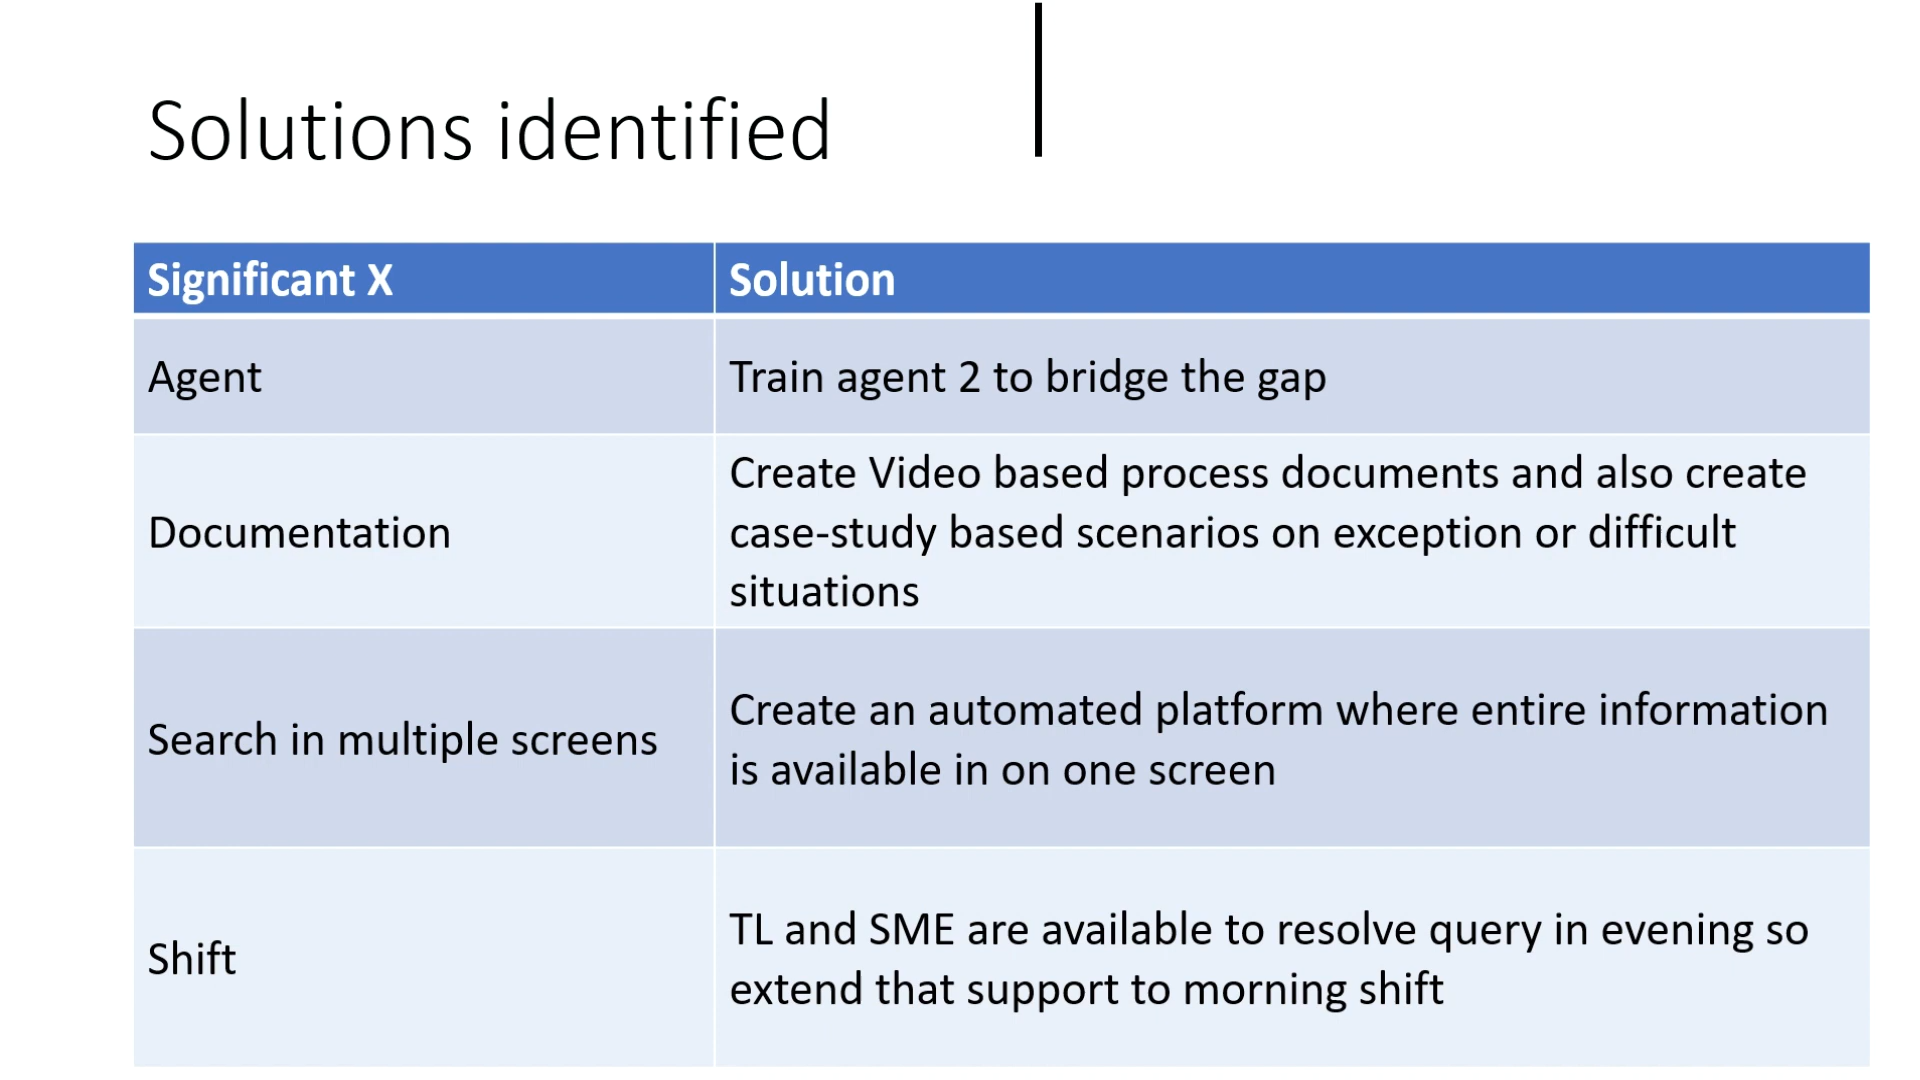 Solutions identified
Significant X
Solution
Agent
Train agent 2 to bridge the gap
Documentation
Create Video based process documents and also create
case-study based scenarios on exception or difficult
situations
Search in multiple screens
Create an automated platform where entire information
is available in on one screen
Shift
TL and SME are available to resolve query in evening so
extend that support to morning shift